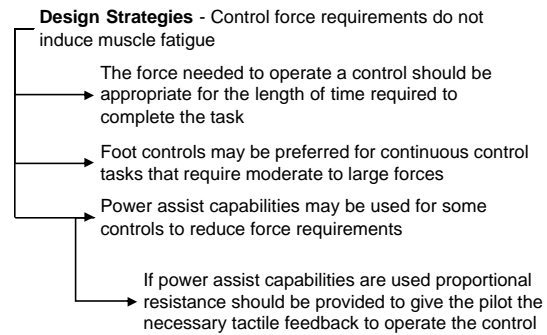 Design Strategies - Control force requirements do not
induce muscle fatigue
The force needed to operate a control should be
appropriate for the length of time required to
complete the task
Foot controls may be preferred for continuous control
tasks that require moderate to large forces
Power assist capabilities may be used for some
controls to reduce force requirements
If power assist capabilities are used proportional
resistance should be provided to give the pilot the
necessary tactile feedback to operate the control